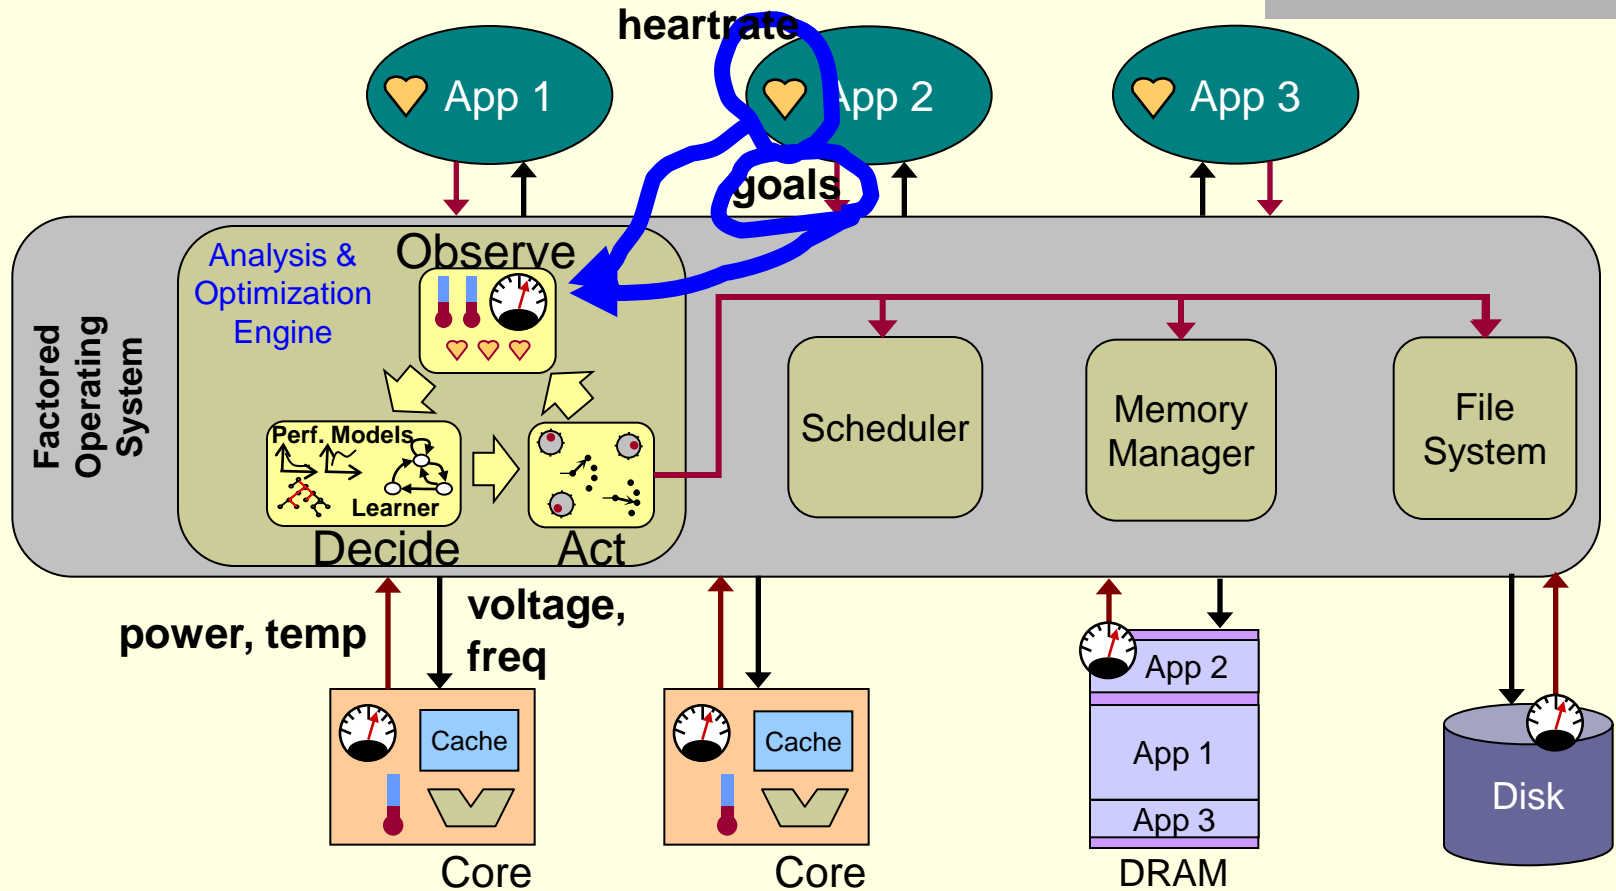 heartrate
App 1
App 2
App 3
goals
Factored
Operating
System
Analysis &
Optimization
Engine
Observe
Perf. Models
Learner
Decide
Act
Scheduler
Memory
Manager
File
System
power, temp
voltage,
freq
Cache
Core
Cache
Core
App 2
App 1
App 3
DRAM
Disk